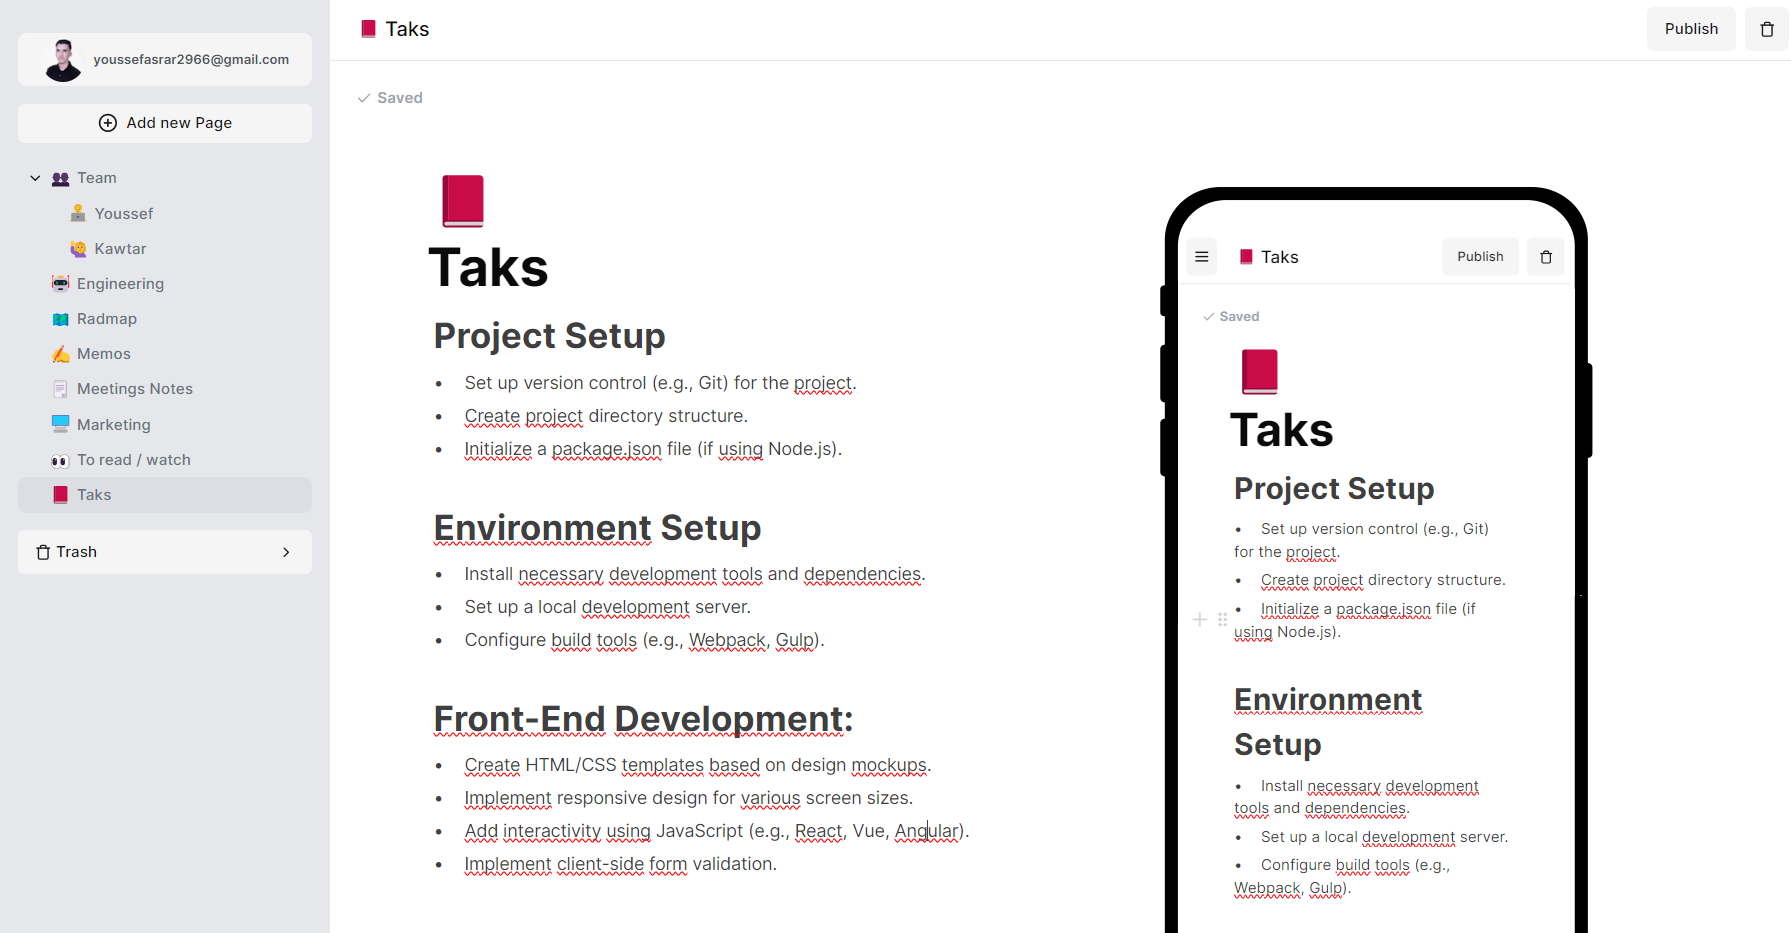 youssefasrar2966@gmail.com
Add new Page
Team
Youssef
Kawtar
Engineering
Radmap
Memos
Meetings Notes
Marketing
To read / watch
Taks
Trash
Taks
Publish
Saved
Taks
Project Setup
• Set up version control (e.g., Git) for the project.
• Create project directory structure.
• Initialize a package.json file (if using Node.js).
Environment Setup
• Install necessary development tools and dependencies.
• Set up a local development server.
• Configure build tools (e.g., Webpack, Gulp).
Front-End Development:
• Create HTML/CSS templates based on design mockups.
• Implement responsive design for various screen sizes.
• Add interactivity using JavaScript (e.g., React, Vue, Angular).
• Implement client-side form validation.
Taks
Publish
Saved
Taks
Project Setup
• Set up version control (e.g., Git)
for the project.
• Create project directory structure.
• Initialize a package.json file (if
using Node.js).
Environment
Setup
• Install necessary development
tools and dependencies.
• Set up a local development server.
• Configure build tools (e.g.,
Webpack, Gulp).